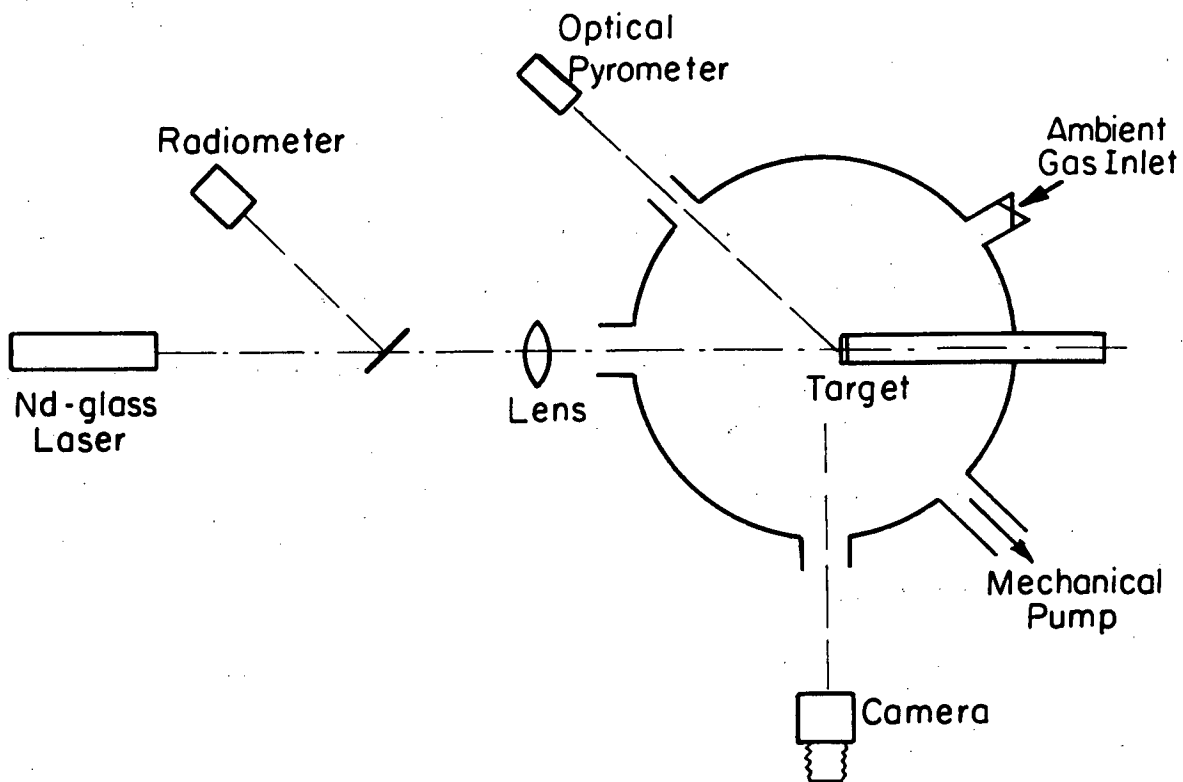 Optical
Pyrometer
Radiometer
Ambient
Gas Inlet
Nd-glass
Laser
Lens
Target
Mechanical
Pump
Camera